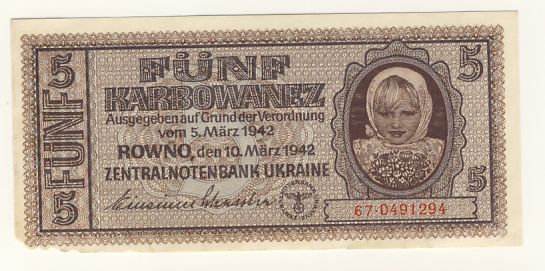 5 FÜNF 5
FÜNF
KARBOWANEZ
Ausgegeben auf Grund der Verordnung
vom 5. März 1942
ROWNO, den 10. März 1942
ZENTRALNOTENBANK UKRAINE
5
5
67·0491294